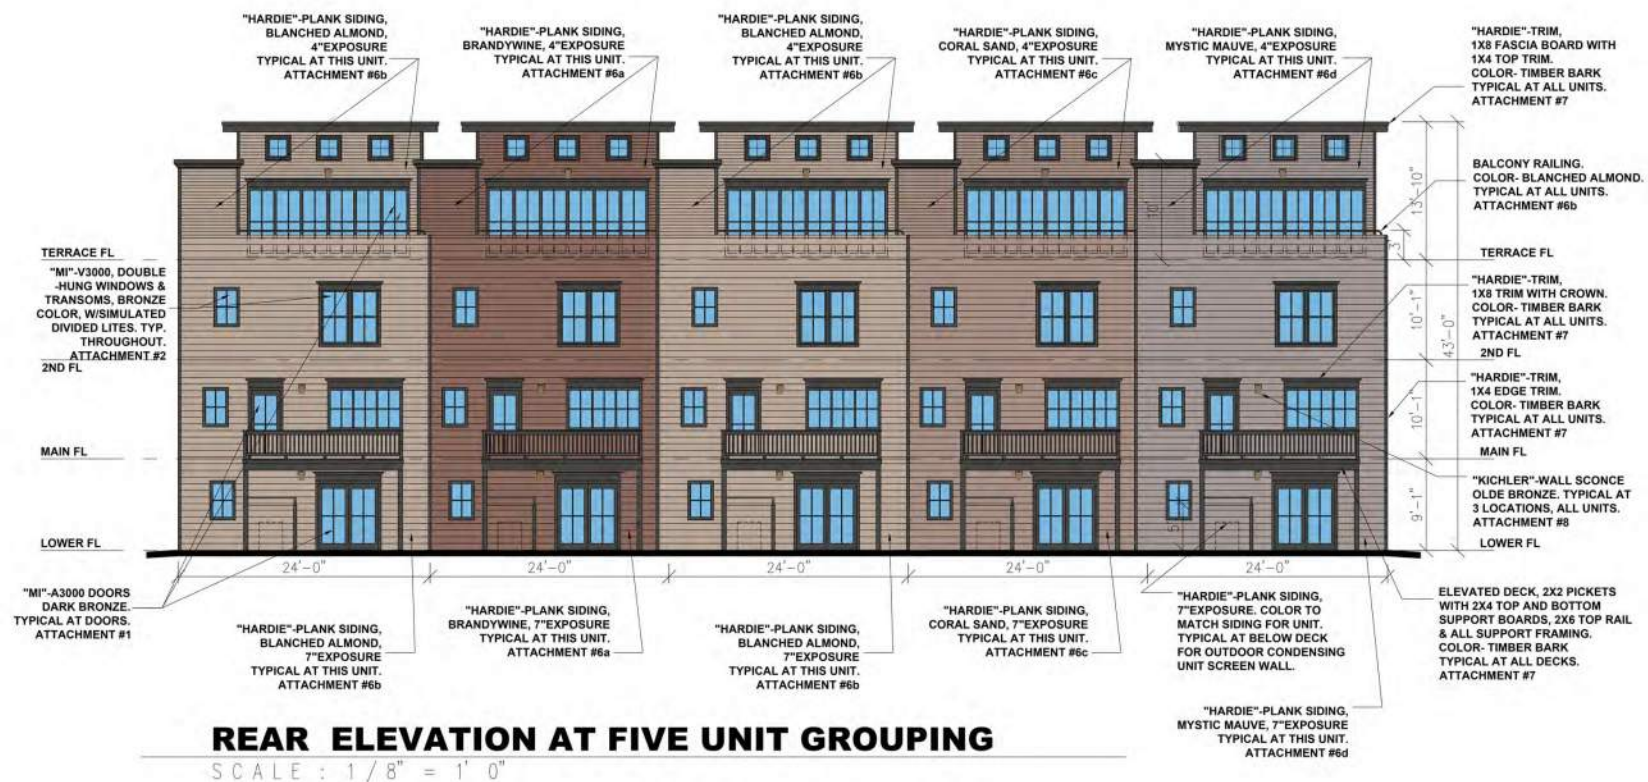 "HARDIE"-PLANK SIDING,
BLANCHED ALMOND,
4"EXPOSURE
TYPICAL AT THIS UNIT.
ATTACHMENT #6b
"HARDIE"-PLANK SIDING,
BRANDYWINE, 4"EXPOSURE
TYPICAL AT THIS UNIT.
ATTACHMENT #6a
"HARDIE"-PLANK SIDING,
BLANCHED ALMOND,
4"EXPOSURE
TYPICAL AT THIS UNIT.
ATTACHMENT #6b
"HARDIE"-PLANK SIDING,
CORAL SAND, 4"EXPOSURE
TYPICAL AT THIS UNIT.
ATTACHMENT #6c
"HARDIE"-PLANK SIDING,
MYSTIC MAUVE, 4"EXPOSURE
TYPICAL AT THIS UNIT.
ATTACHMENT #6d
"HARDIE"-TRIM,
1X8 FASCIA BOARD WITH
1X4 TOP TRIM.
COLOR- TIMBER BARK
TYPICAL AT ALL UNITS.
ATTACHMENT #7
BALCONY RAILING.
COLOR- BLANCHED ALMOND.
TYPICAL AT ALL UNITS.
ATTACHMENT #6b
13'-10"
10'
3'
TERRACE FL
TERRACE FL
"MI"-V3000, DOUBLE
-HUNG WINDOWS &
TRANSOMS, BRONZE
COLOR, W/SIMULATED
DIVIDED LITES. TYP.
THROUGHOUT.
ATTACHMENT #2
2ND FL
"HARDIE"-TRIM,
1X8 TRIM WITH CROWN.
COLOR- TIMBER BARK
TYPICAL AT ALL UNITS.
ATTACHMENT #7
2ND FL
10'-1"
43'-0"
"HARDIE"-TRIM,
1X4 EDGE TRIM.
COLOR- TIMBER BARK
TYPICAL AT ALL UNITS.
ATTACHMENT #7
10'-1"
MAIN FL
MAIN FL
"KICHLER"-WALL SCONCE
OLDE BRONZE. TYPICAL AT
3 LOCATIONS, ALL UNITS.
ATTACHMENT #8
9'-1"
LOWER FL
LOWER FL
24'-0"
24'-0"
24'-0"
24'-0"
24'-0"
"MI"-A3000 DOORS
DARK BRONZE.
TYPICAL AT DOORS.
ATTACHMENT #1
"HARDIE"-PLANK SIDING,
BLANCHED ALMOND,
7"EXPOSURE
TYPICAL AT THIS UNIT.
ATTACHMENT #6b
"HARDIE"-PLANK SIDING,
BRANDYWINE, 7"EXPOSURE
TYPICAL AT THIS UNIT.
ATTACHMENT #6a
"HARDIE"-PLANK SIDING,
BLANCHED ALMOND,
7"EXPOSURE
TYPICAL AT THIS UNIT.
ATTACHMENT #6b
"HARDIE"-PLANK SIDING,
CORAL SAND, 7"EXPOSURE
TYPICAL AT THIS UNIT.
ATTACHMENT #6c
"HARDIE"-PLANK SIDING,
7"EXPOSURE. COLOR TO
MATCH SIDING FOR UNIT.
TYPICAL AT BELOW DECK
FOR OUTDOOR CONDENSING
UNIT SCREEN WALL.
ELEVATED DECK, 2X2 PICKETS
WITH 2X4 TOP AND BOTTOM
SUPPORT BOARDS, 2X6 TOP RAIL
& ALL SUPPORT FRAMING.
COLOR- TIMBER BARK
TYPICAL AT ALL DECKS.
ATTACHMENT #7
"HARDIE"-PLANK SIDING,
MYSTIC MAUVE, 7"EXPOSURE
TYPICAL AT THIS UNIT.
ATTACHMENT #6d
REAR ELEVATION AT FIVE UNIT GROUPING
SCALE : 1/8" = 1' 0"